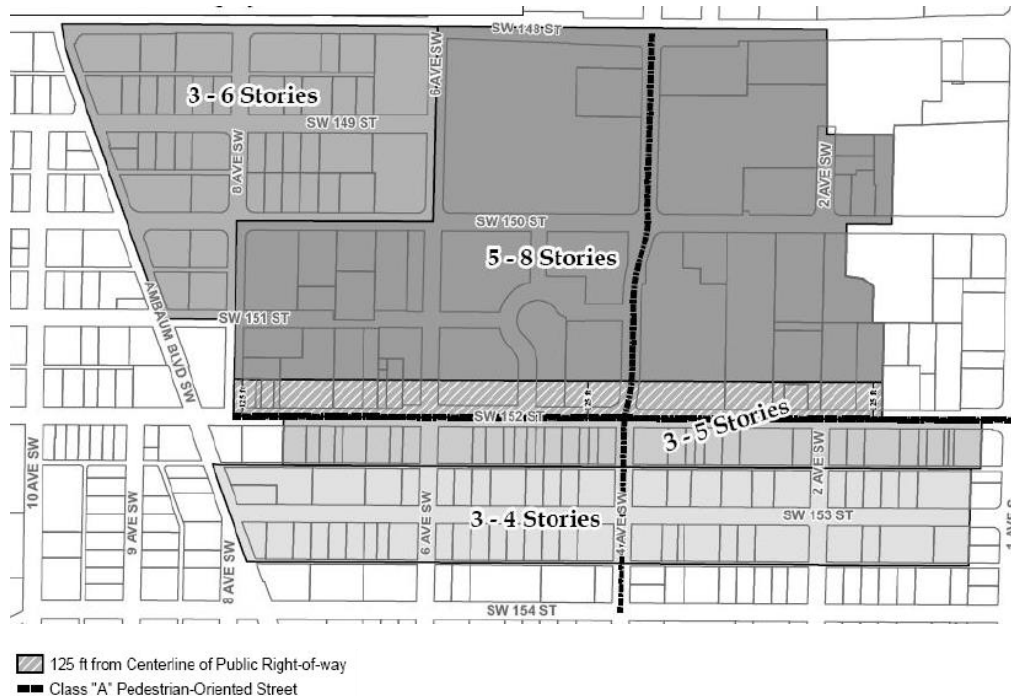 SW 148 ST
6 AVE SW
3 - 6 Stories
SW 149 ST
8 AVE SW
2 AVE SW
SW 150 ST
5 - 8 Stories
AMBAUM BLVD SW
SW 151 ST
125 ft
SW 152 ST
3 - 5 Stories
10 AVE SW
9 AVE SW
8 AVE SW
6 AVE SW
4 AVE SW
2 AVE SW
3 - 4 Stories
SW 153 ST
SW 154 ST
125 ft from Centerline of Public Right-of-way
Class "A" Pedestrian-Oriented Street